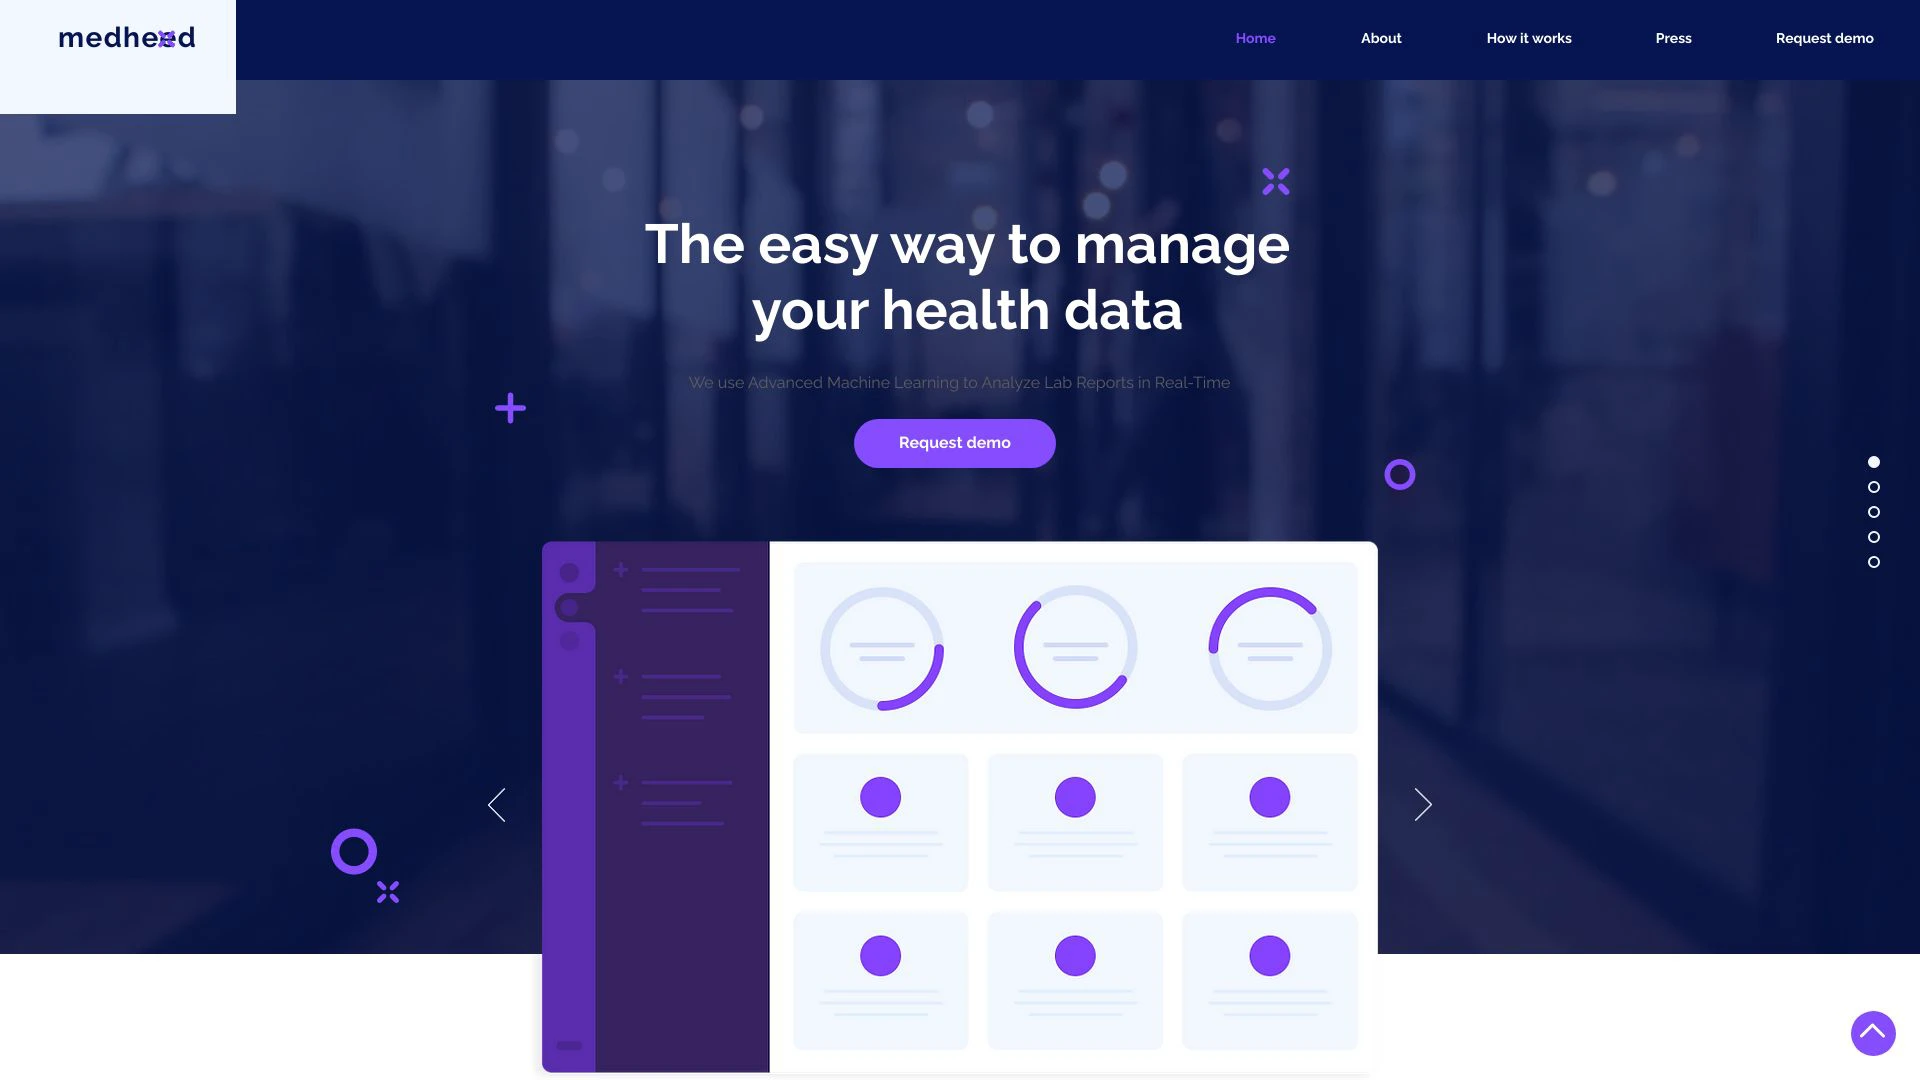 medheed
Home
About
How it works
Press
Request demo
The easy way to manage
your health data
We use Advanced Machine Learning to Analyze Lab Reports in Real-Time
Request demo